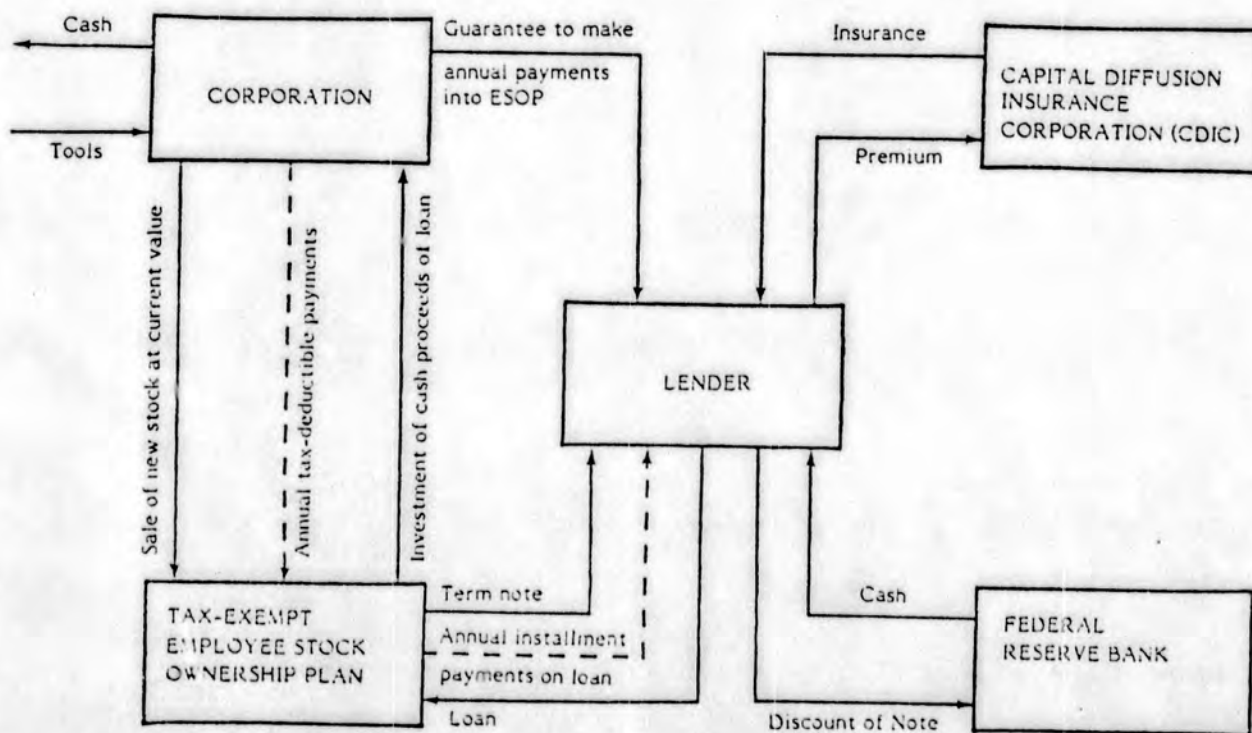 Cash
CORPORATION
Tools
Guarantee to make
annual payments
into ESOP
Insurance
CAPITAL DIFFUSION
INSURANCE
CORPORATION (CDIC)
Premium
Sale of new stock at current value
Annual tax-deductible payments
Investment of cash proceeds of loan
LENDER
TAX-EXEMPT
EMPLOYEE STOCK
OWNERSHIP PLAN
Term note
Annual installment
payments on loan
Loan
Cash
FEDERAL
RESERVE BANK
Discount of Note